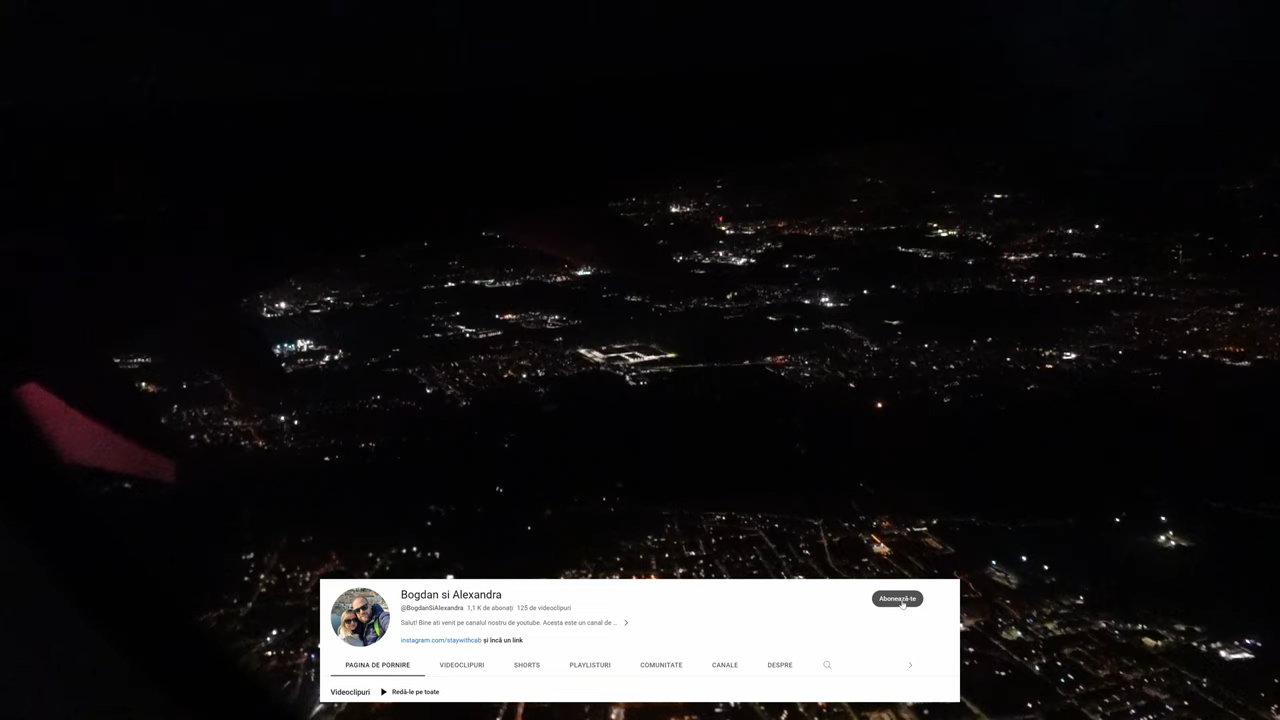 Bogdan si Alexandra
@BogdanSiAlexandra 1,1 K de abonați 125 de videoclipuri
Abonează-te
Salut! Bine ati venit pe canalul nostru de youtube. Acesta este un canal de ...
instagram.com/staywithcab și încă un link
PAGINA DE PORNIRE VIDEOCLIPURI SHORTS PLAYLISTURI COMUNITATE CANALE DESPRE
Videoclipuri Redă-le pe toate